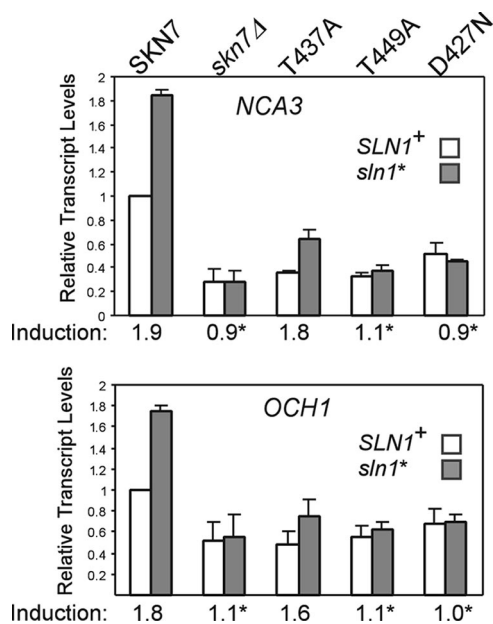 SKN7 skn7Δ T437A T449A D427N
Relative Transcript Levels
2
1.8
1.6
1.4
1.2
1
0.8
0.6
0.4
0.2
0
NCA3
SLN1+
sln1*
Induction: 1.9 0.9* 1.8 1.1* 0.9*
Relative Transcript Levels
2
1.8
1.6
1.4
1.2
1
0.8
0.6
0.4
0.2
OCH1
SLN1+
sln1*
Induction: 1.8 1.1* 1.6 1.1* 1.0*